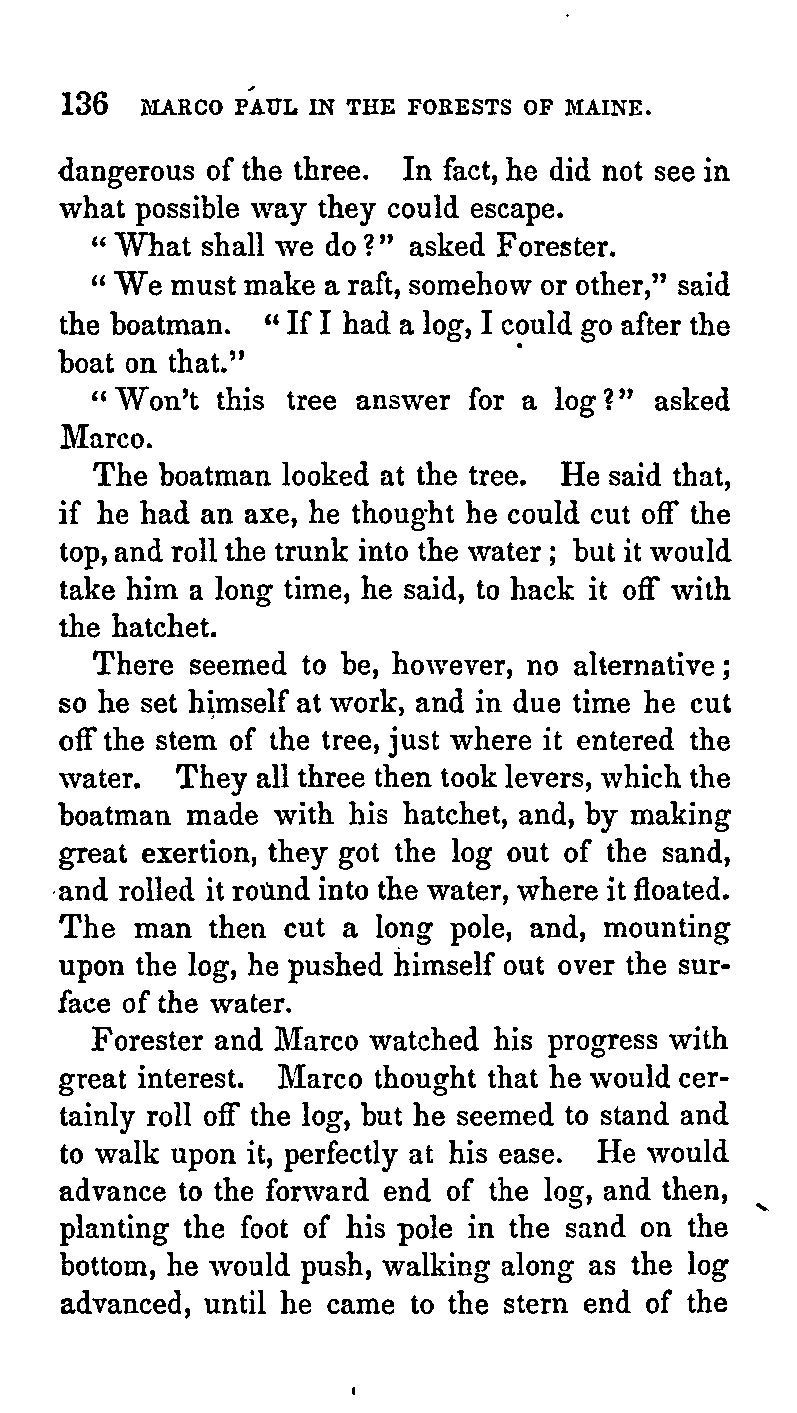 136 MARCO PAUL IN THE FORESTS OF MAINE.
dangerous of the three. In fact, he did not see in
what possible way they could escape.
“What shall we do?” asked Forester.
“We must make a raft, somehow or other,” said
the boatman. “If I had a log, I could go after the
boat on that.”
“Won’t this tree answer for a log?” asked
Marco.
The boatman looked at the tree. He said that,
if he had an axe, he thought he could cut off the
top, and roll the trunk into the water; but it would
take him a long time, he said, to hack it off with
the hatchet.
There seemed to be, however, no alternative;
so he set himself at work, and in due time he cut
off the stem of the tree, just where it entered the
water. They all three then took levers, which the
boatman made with his hatchet, and, by making
great exertion, they got the log out of the sand,
and rolled it round into the water, where it floated.
The man then cut a long pole, and, mounting
upon the log, he pushed himself out over the sur-
face of the water.
Forester and Marco watched his progress with
great interest. Marco thought that he would cer-
tainly roll off the log, but he seemed to stand and
to walk upon it, perfectly at his ease. He would
advance to the forward end of the log, and then,
planting the foot of his pole in the sand on the
bottom, he would push, walking along as the log
advanced, until he came to the stern end of the